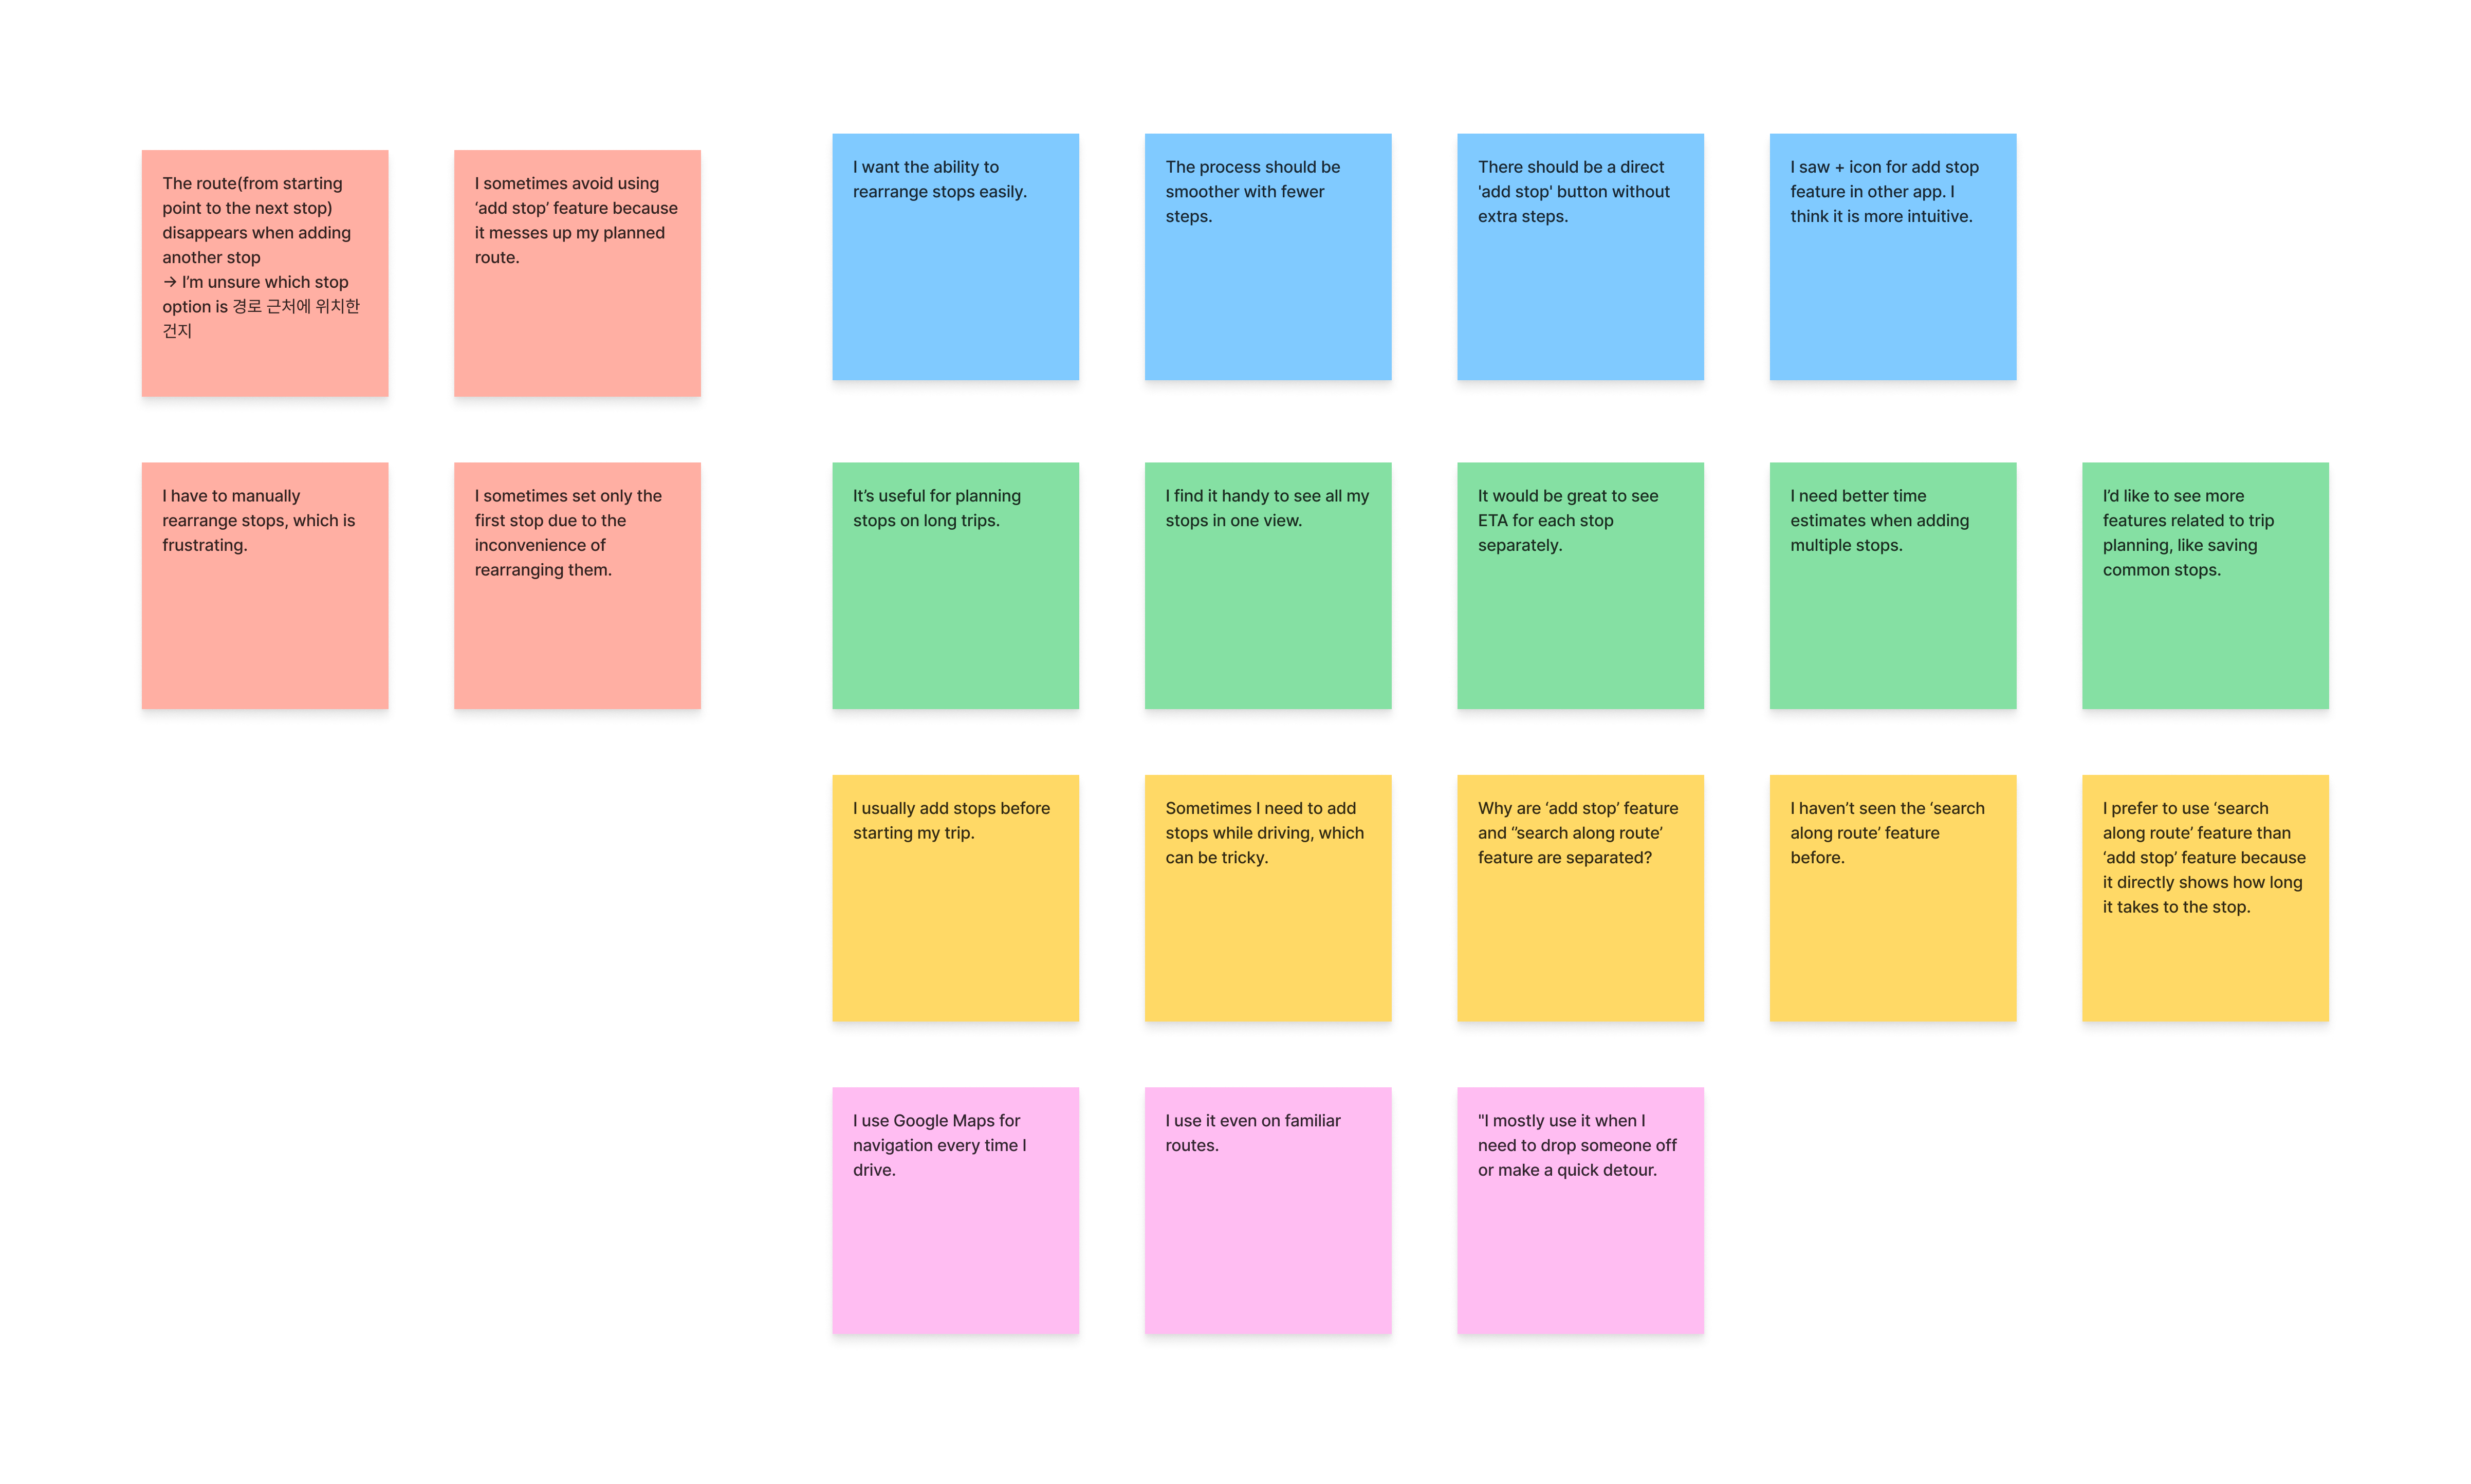 The route(from starting
point to the next stop)
disappears when adding
another stop
→ I’m unsure which stop
option is 경로 근처에 위치한
건지
I sometimes avoid using
‘add stop’ feature because
it messes up my planned
route.
I want the ability to
rearrange stops easily.
The process should be
smoother with fewer
steps.
There should be a direct
'add stop' button without
extra steps.
I saw + icon for add stop
feature in other app. I
think it is more intuitive.
I have to manually
rearrange stops, which is
frustrating.
I sometimes set only the
first stop due to the
inconvenience of
rearranging them.
It’s useful for planning
stops on long trips.
I find it handy to see all my
stops in one view.
It would be great to see
ETA for each stop
separately.
I need better time
estimates when adding
multiple stops.
I’d like to see more
features related to trip
planning, like saving
common stops.
I usually add stops before
starting my trip.
Sometimes I need to add
stops while driving, which
can be tricky.
Why are ‘add stop’ feature
and ‘’search along route’
feature are separated?
I haven’t seen the ‘search
along route’ feature
before.
I prefer to use ‘search
along route’ feature than
‘add stop’ feature because
it directly shows how long
it takes to the stop.
I use Google Maps for
navigation every time I
drive.
I use it even on familiar
routes.
"I mostly use it when I
need to drop someone off
or make a quick detour.